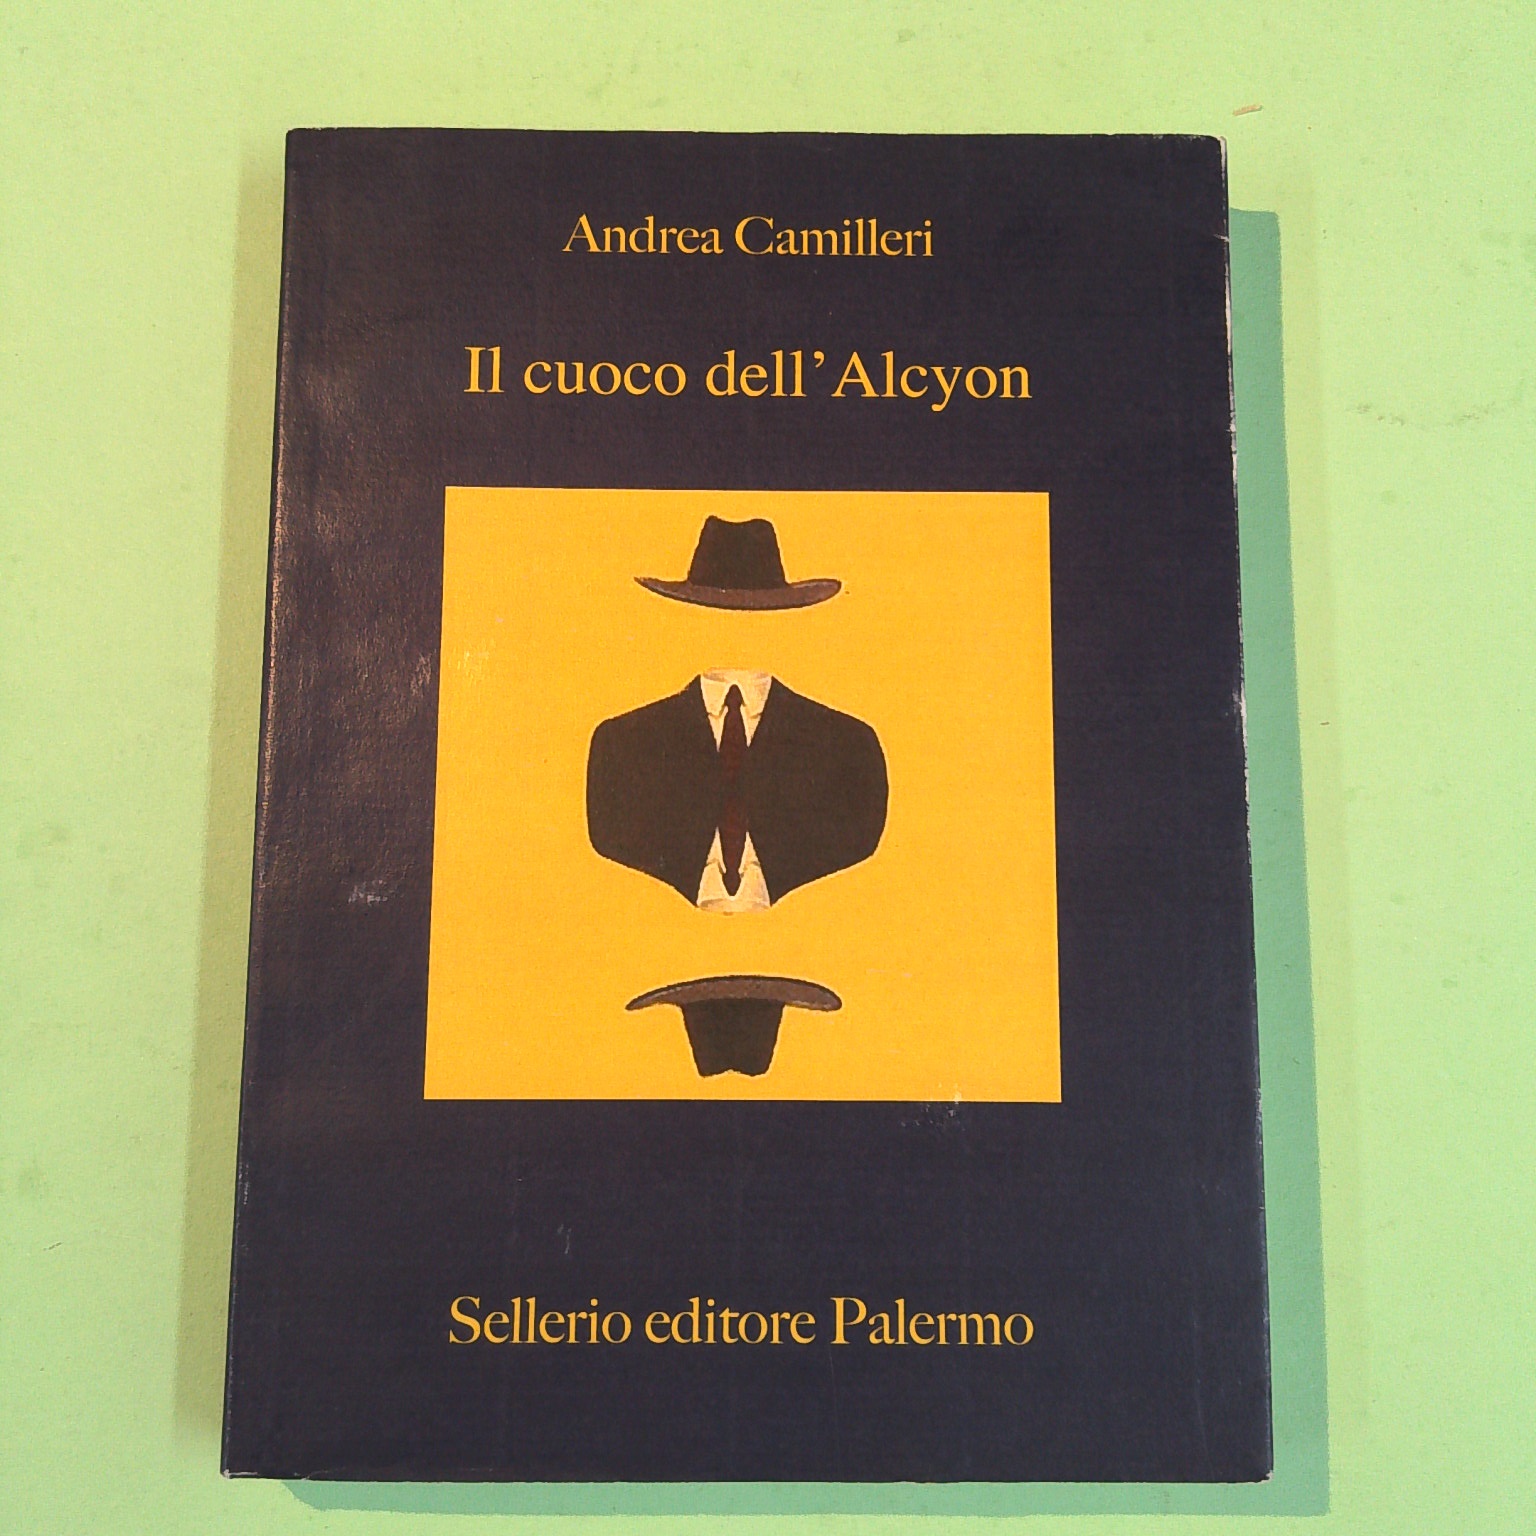 Andrea Camilleri
Il cuoco dell'Alcyon
Sellerio editore Palermo